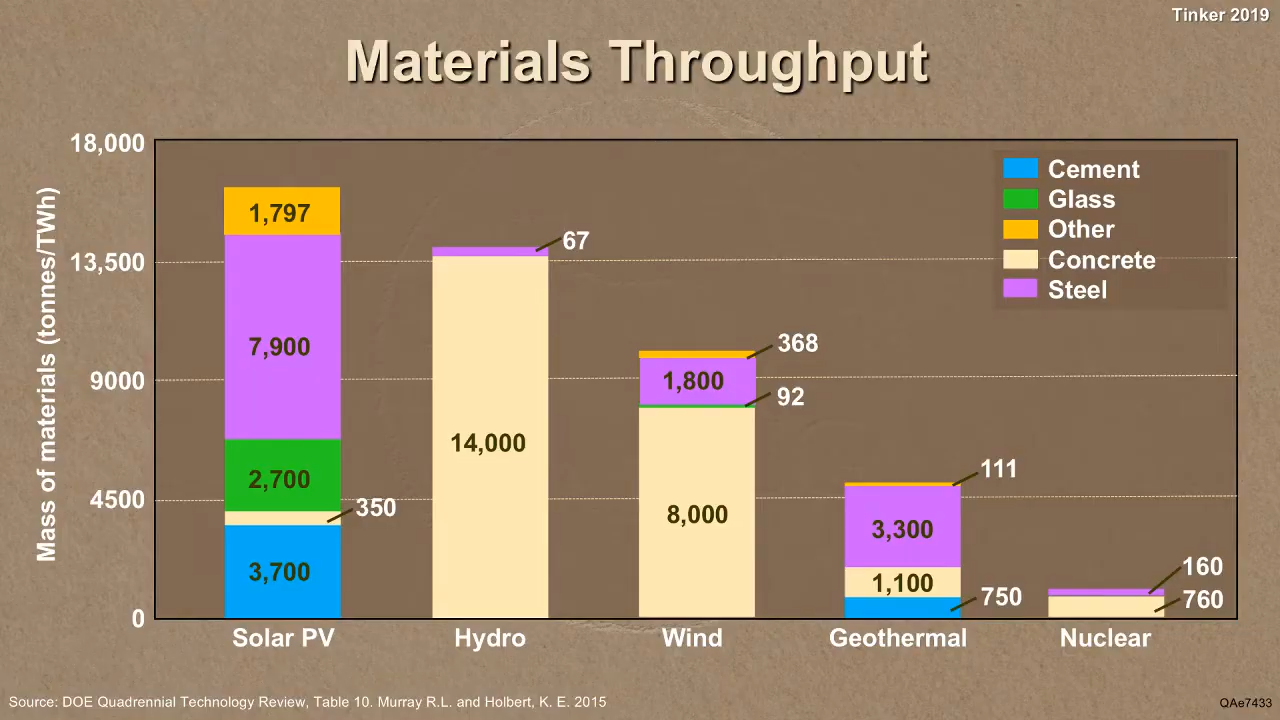 Tinker 2019
Materials Throughput
Mass of materials (tonnes/TWh)
18,000
13,500
9000
4500
0
Cement
Glass
Other
Concrete
Steel
1,797
7,900
2,700
350
3,700
67
14,000
368
1,800
92
8,000
111
3,300
1,100
750
160
760
Solar PV
Hydro
Wind
Geothermal
Nuclear
Source: DOE Quadrennial Technology Review, Table 10. Murray R.L. and Holbert, K. E. 2015
QAe7433